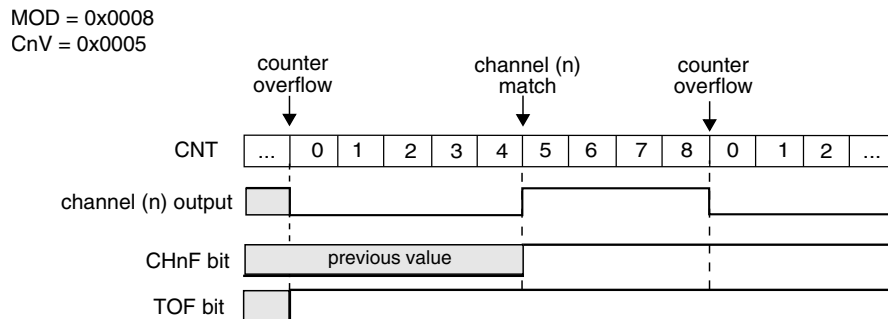 MOD = 0x0008
CnV = 0x0005
counter
overflow
channel (n)
match
counter
overflow
CNT ... 0 1 2 3 4 5 6 7 8 0 1 2 ...
channel (n) output
CHnF bit previous value
TOF bit